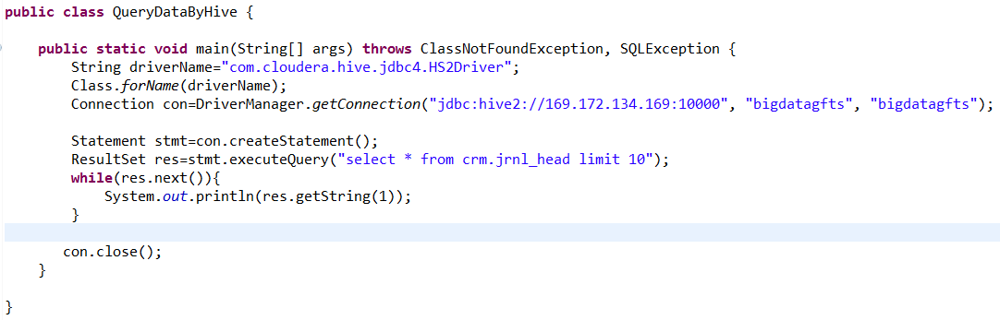 public class QueryDataByHive {
public static void main(String[] args) throws ClassNotFoundException, SQLException {
String driverName="com.cloudera.hive.jdbc4.HS2Driver";
Class.forName(driverName);
Connection con=DriverManager.getConnection("jdbc:hive2://169.172.134.169:10000", "bigdatagfts", "bigdatagfts");
Statement stmt=con.createStatement();
ResultSet res=stmt.executeQuery("select * from crm.jrnl_head limit 10");
while(res.next()){
System.out.println(res.getString(1));
}
con.close();
}
}